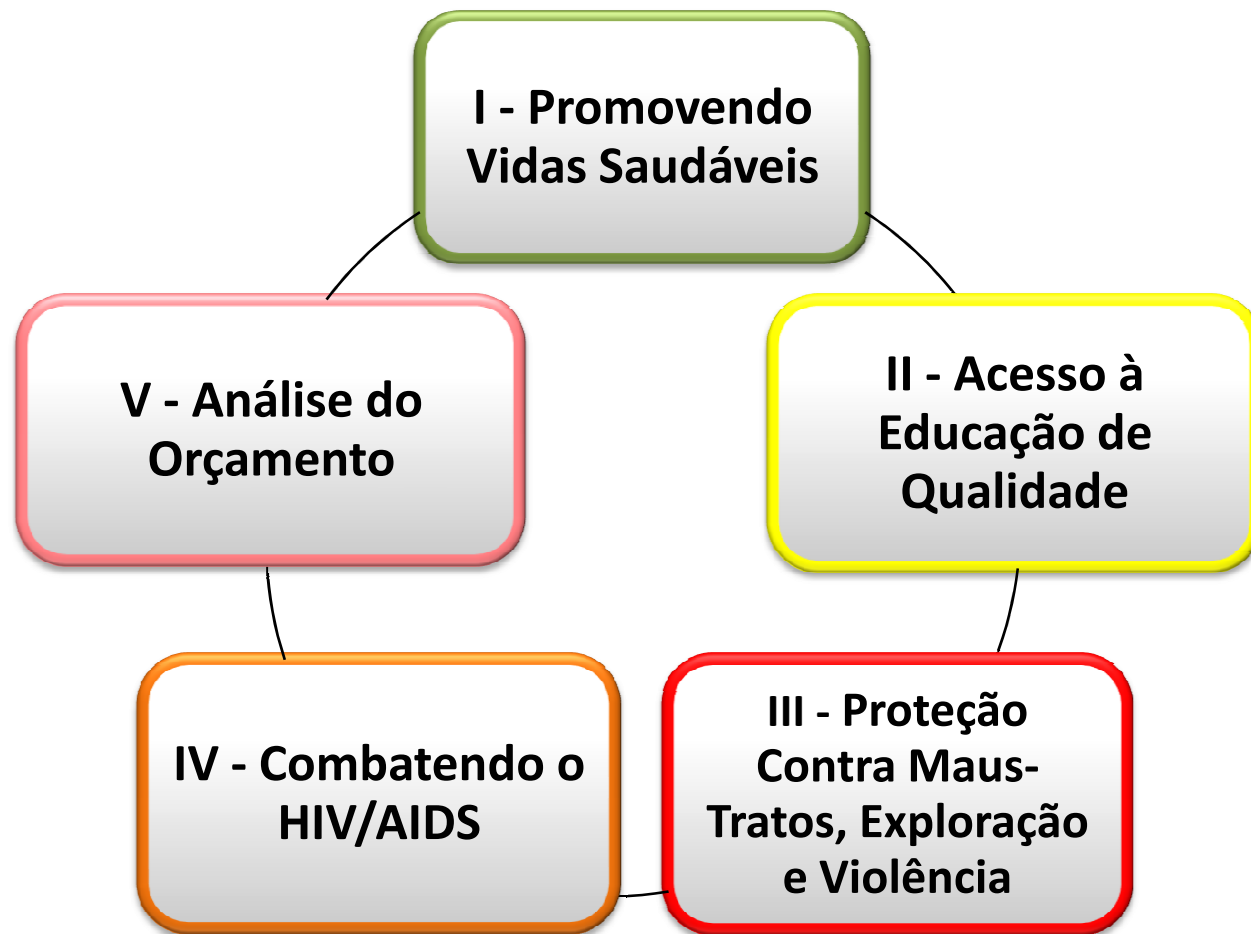 I - Promovendo
Vidas Saudáveis
II - Acesso à
Educação de
Qualidade
III - Proteção
Contra Maus-
Tratos, Exploração
e Violência
IV - Combatendo o
HIV/AIDS
V - Análise do
Orçamento